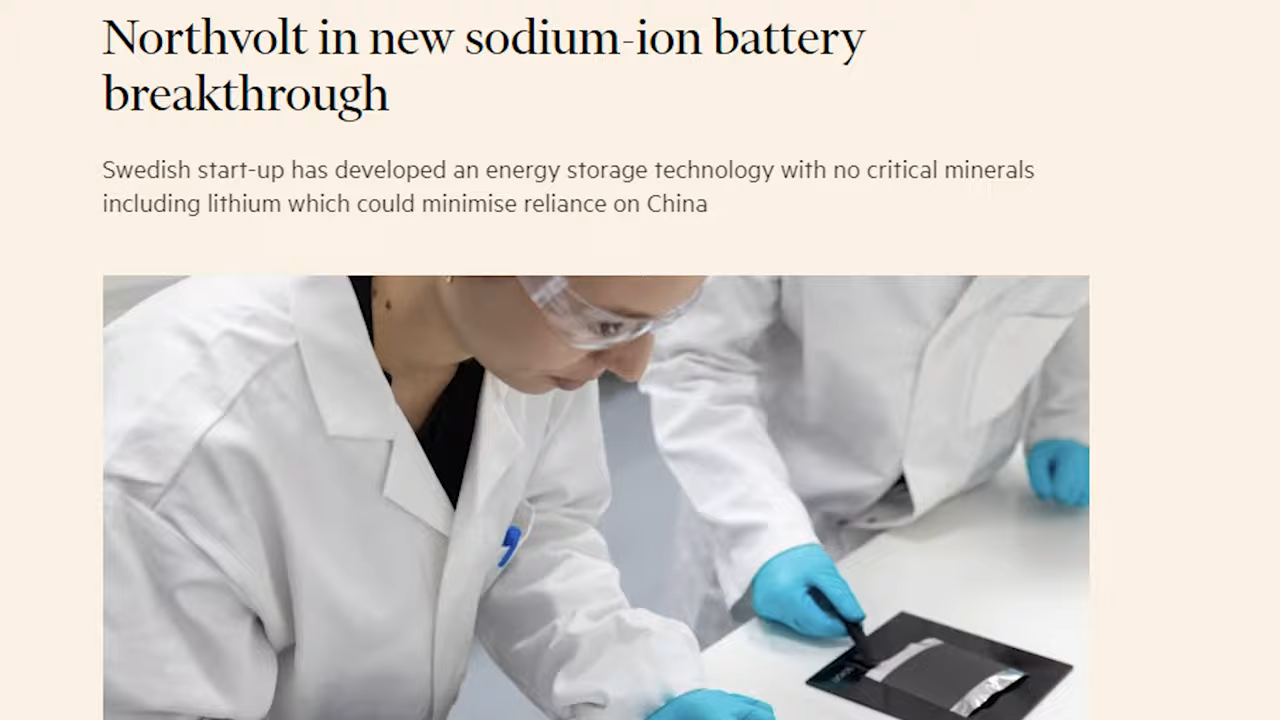 Northvolt in new sodium-ion battery
breakthrough
Swedish start-up has developed an energy storage technology with no critical minerals
including lithium which could minimise reliance on China